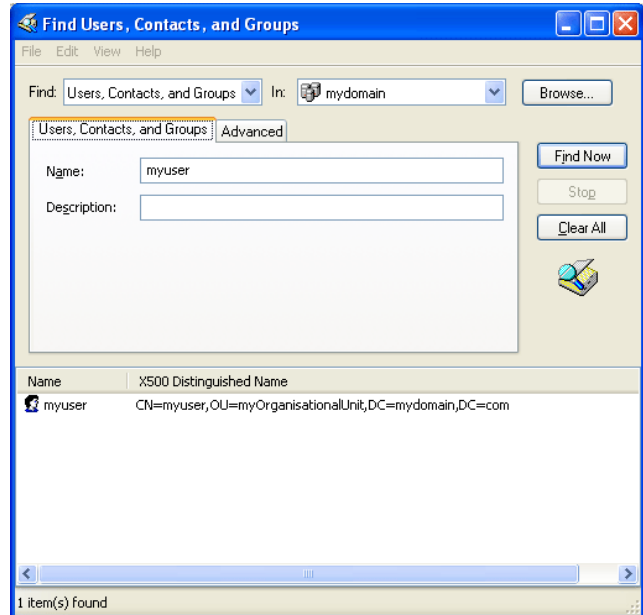 Find Users, Contacts, and Groups
File Edit View Help
Find: Users, Contacts, and Groups In: mydomain Browse...
Users, Contacts, and Groups Advanced
Find Now
Name: myuser
Stop
Description:
Clear All
Name X500 Distinguished Name
myuser CN=myuser,OU=myOrganisationalUnit,DC=mydomain,DC=com
1 item(s) found